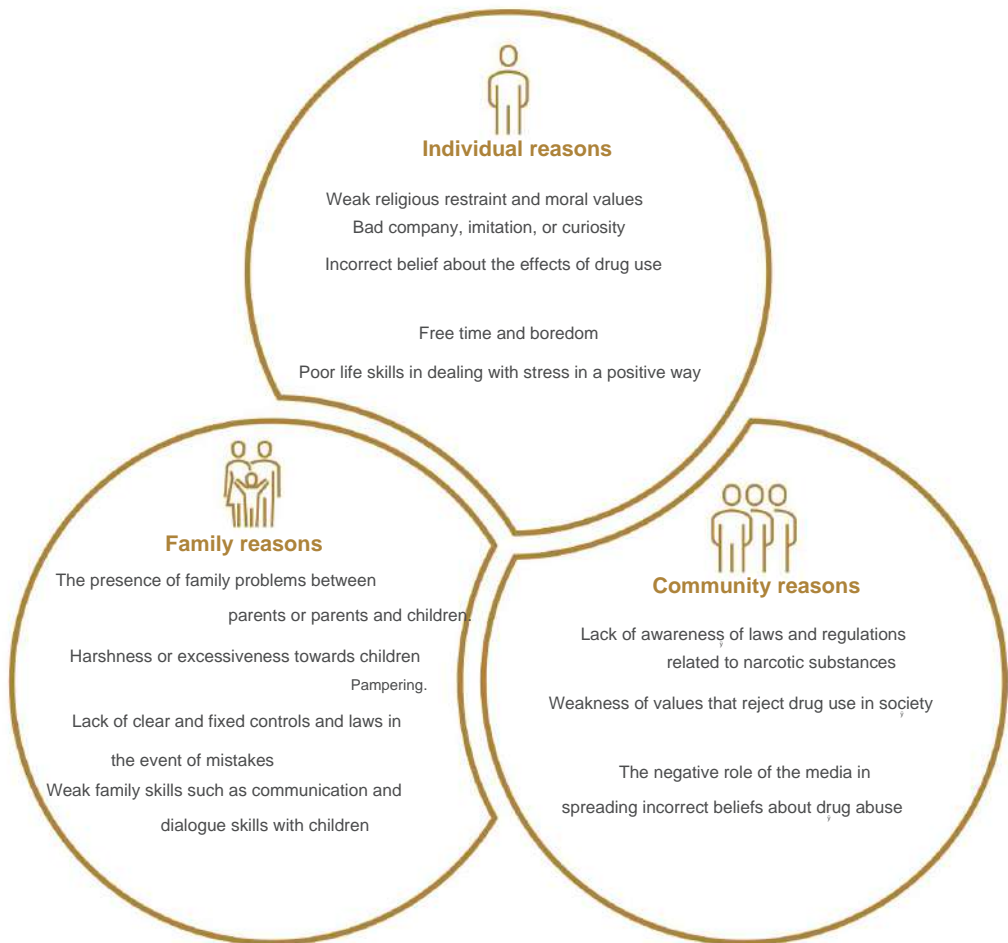 Individual reasons
Weak religious restraint and moral values
Bad company, imitation, or curiosity
Incorrect belief about the effects of drug use
Free time and boredom
Poor life skills in dealing with stress in a positive way
Family reasons
The presence of family problems between
parents or parents and children.
Harshness or excessiveness towards children
Pampering.
Lack of clear and fixed controls and laws in
the event of mistakes
Weak family skills such as communication and
dialogue skills with children
Community reasons
Lack of awareness of laws and regulations
related to narcotic substances
Weakness of values that reject drug use in society
The negative role of the media in
spreading incorrect beliefs about drug abuse